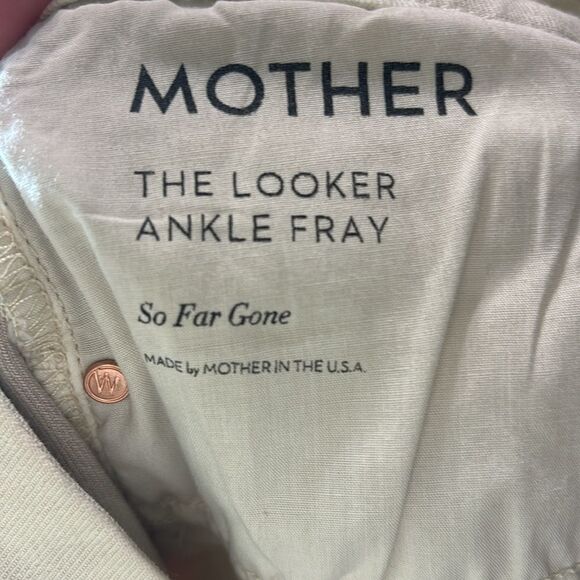 MOTHER
THE LOOKER
ANKLE FRAY
So Far Gone
MADE by MOTHER IN THE U.S.A.